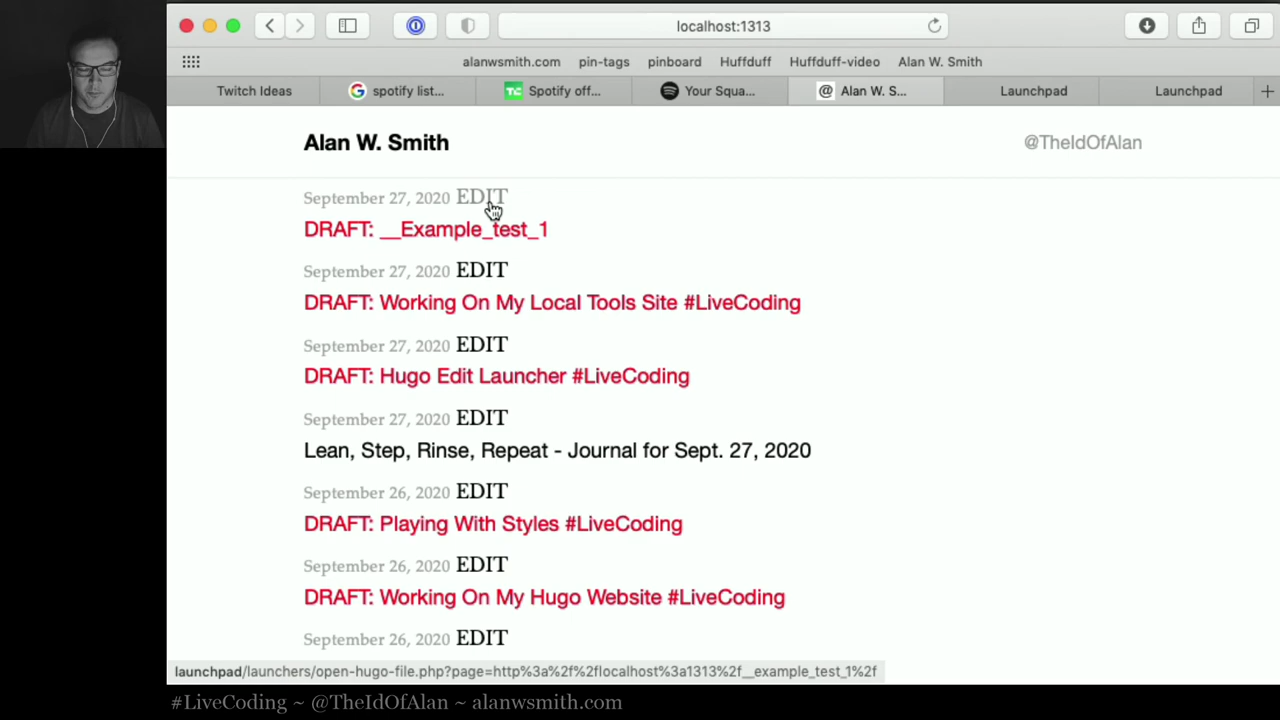 localhost:1313
alanwsmith.com pin-tags pinboard Huffduff Huffduff-video Alan W. Smith
Twitch Ideas spotify list... Spotify off... Your Squa... Alan W. S... Launchpad Launchpad
Alan W. Smith
@TheIdOfAlan
September 27, 2020 EDIT
DRAFT: __Example_test_1
September 27, 2020 EDIT
DRAFT: Working On My Local Tools Site #LiveCoding
September 27, 2020 EDIT
DRAFT: Hugo Edit Launcher #LiveCoding
September 27, 2020 EDIT
Lean, Step, Rinse, Repeat - Journal for Sept. 27, 2020
September 26, 2020 EDIT
DRAFT: Playing With Styles #LiveCoding
September 26, 2020 EDIT
DRAFT: Working On My Hugo Website #LiveCoding
September 26, 2020 EDIT
launchpad/launchers/open-hugo-file.php?page=http%3a%2f%2flocalhost%3a1313%2f__example_test_1%2f
#LiveCoding ~ @TheIdOfAlan ~ alanwsmith.com